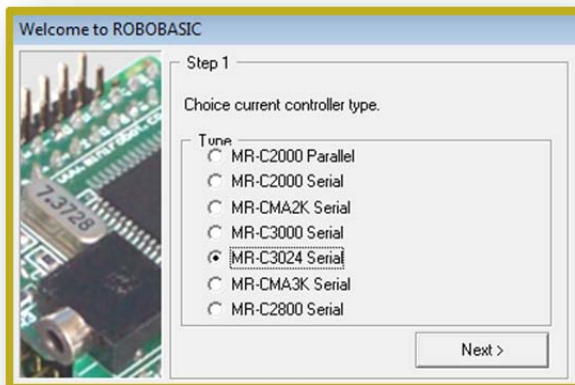 Welcome to ROBOBASIC
Step 1
Choice current controller type.
Type
MR-C2000 Parallel
MR-C2000 Serial
MR-CMA2K Serial
MR-C3000 Serial
MR-C3024 Serial
MR-CMA3K Serial
MR-C2800 Serial
Next >
7.3728